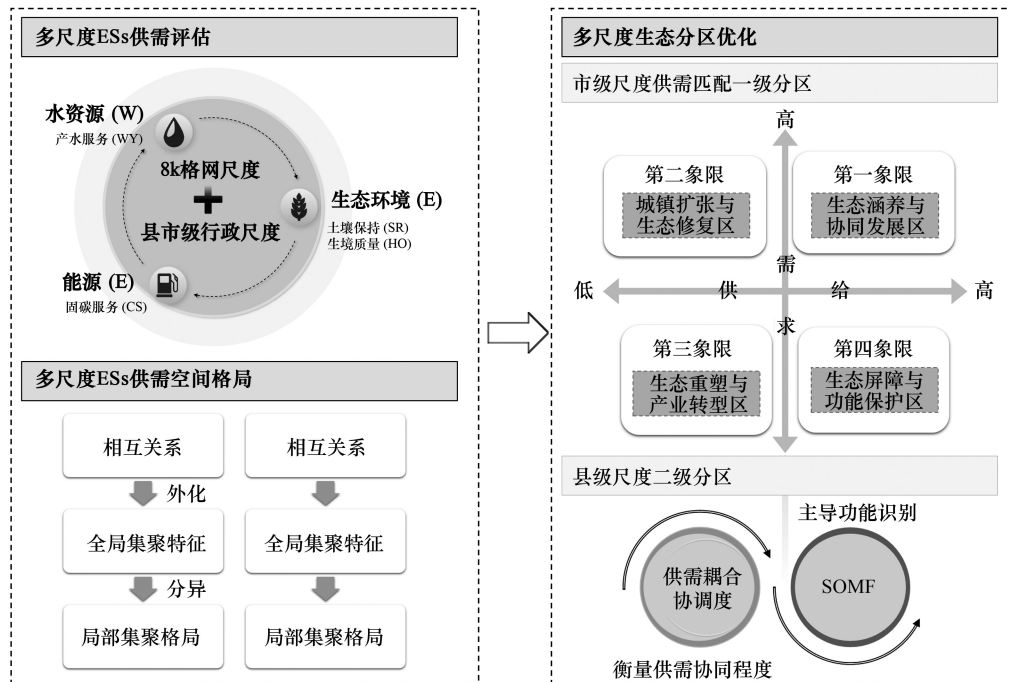 多尺度ESs供需评估
水资源 (W)
产水服务 (WY)
8k格网尺度
县市级行政尺度
生态环境 (E)
土壤保持 (SR)
生境质量 (HO)
能源 (E)
固碳服务 (CS)
多尺度ESs供需空间格局
相互关系
相互关系
外化
全局集聚特征
全局集聚特征
分异
局部集聚格局
局部集聚格局
多尺度生态分区优化
市级尺度供需匹配一级分区
高
第二象限
城镇扩张与
生态修复区
第一象限
生态涵养与
协同发展区
需
低
供
给
高
求
第三象限
生态重塑与
产业转型区
第四象限
生态屏障与
功能保护区
县级尺度二级分区
主导功能识别
供需耦合
协调度
SOMF
衡量供需协同程度